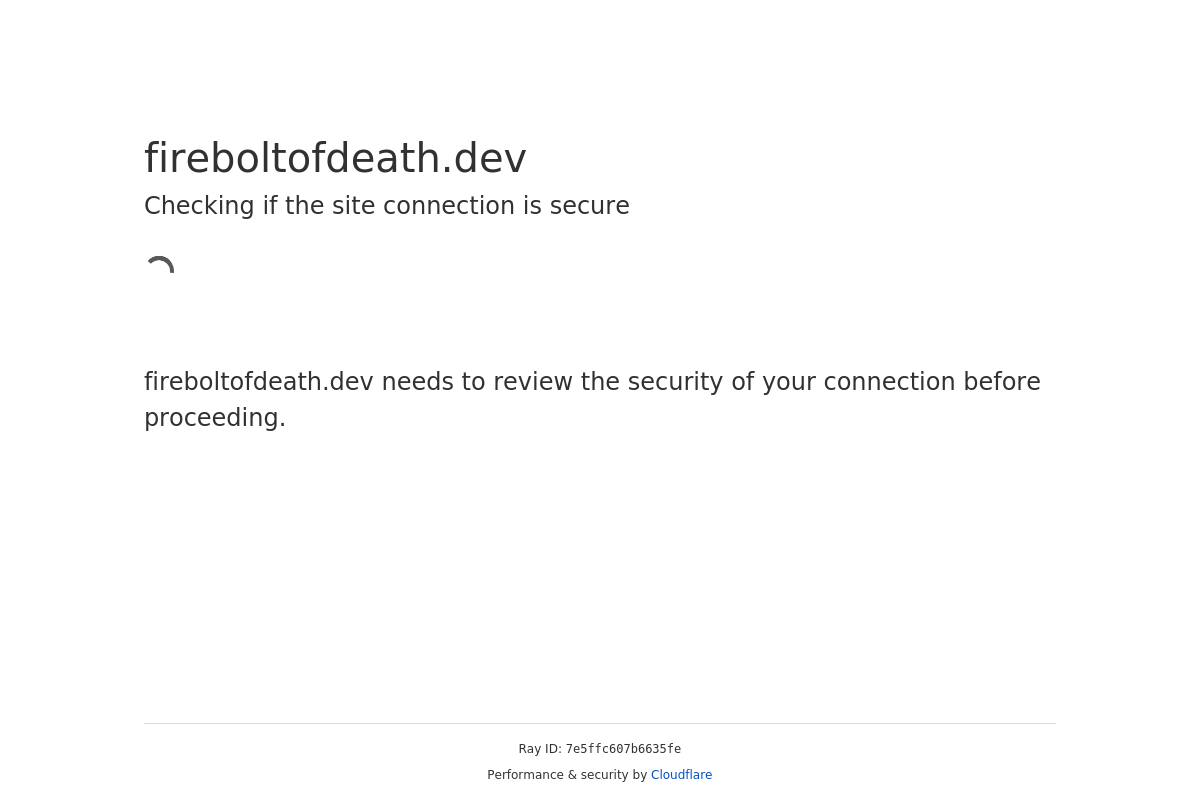 fireboltofdeath.dev
Checking if the site connection is secure
fireboltofdeath.dev needs to review the security of your connection before
proceeding.
Ray ID: 7e5ffc607b6635fe
Performance & security by Cloudflare